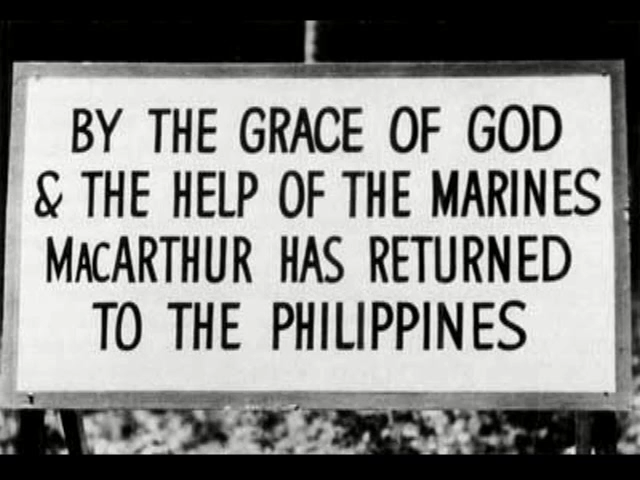 BY THE GRACE OF GOD
& THE HELP OF THE MARINES
MacARTHUR HAS RETURNED
TO THE PHILIPPINES